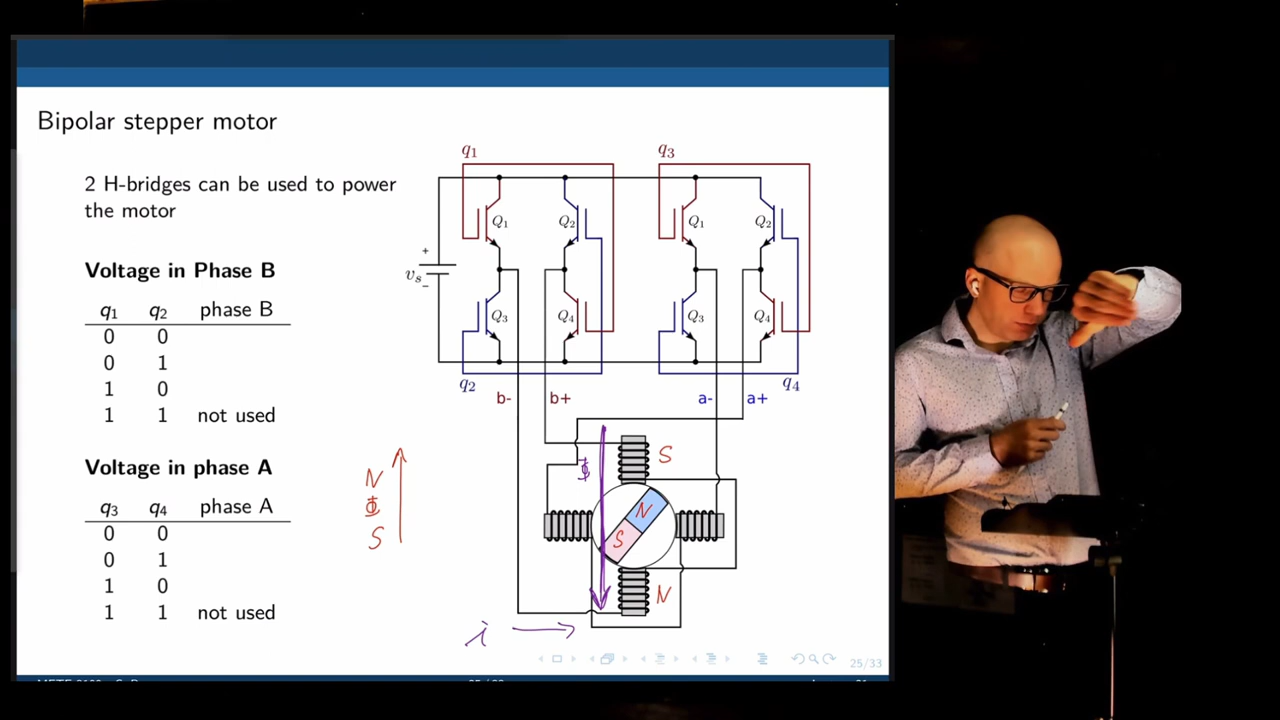 Bipolar stepper motor
2 H-bridges can be used to power
the motor
Voltage in Phase B
q1 q2 phase B
0 0
0 1
1 0
1 1 not used
Voltage in phase A
q3 q4 phase A
0 0
0 1
1 0
1 1 not used
q1 q3
Q1 Q2 Q1 Q2
+
vs
−
Q3 Q4 Q3 Q4
q2 q4
b- b+ a- a+
N
Φ
S
Φ
S
N
S
N
i
25/33